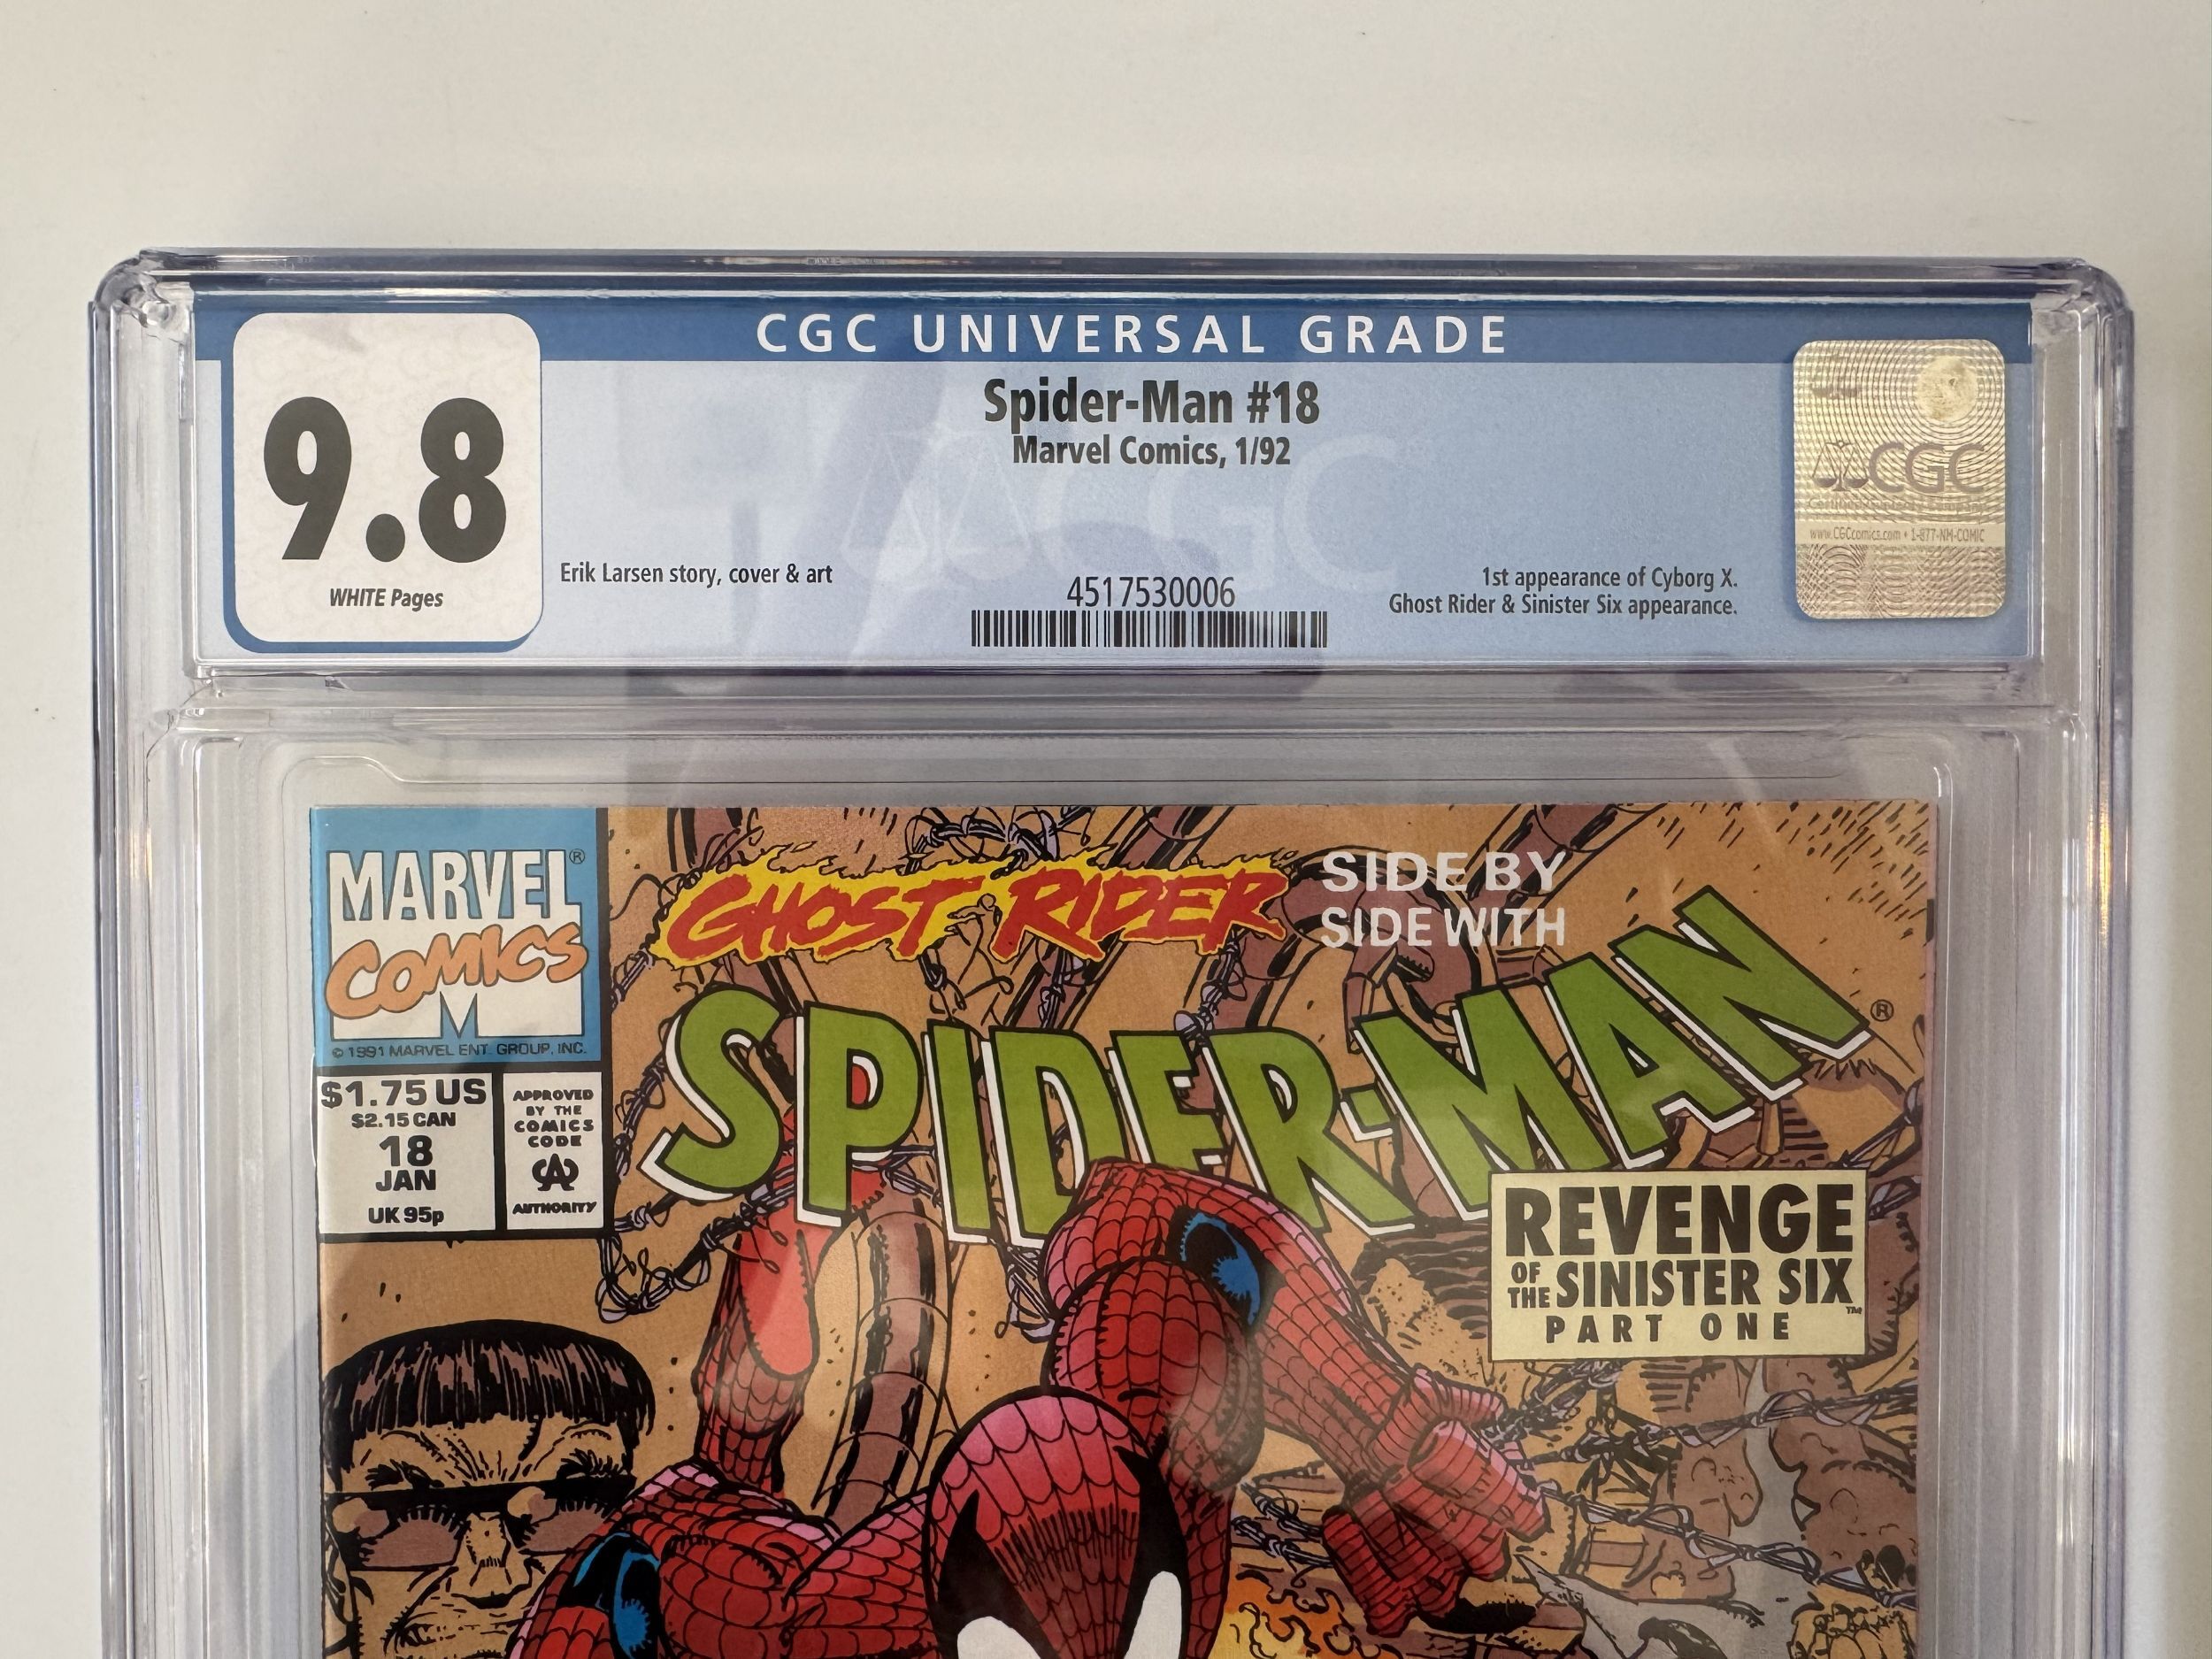 CGC UNIVERSAL GRADE
9.8
WHITE Pages
Spider-Man #18
Marvel Comics, 1/92
Erik Larsen story, cover & art
4517530006
1st appearance of Cyborg X.
Ghost Rider & Sinister Six appearance.
CGC
CGC
www.CGCcomics.com • 1-877-NM-COMIC
MARVEL®
COMICS
M
© 1991 MARVEL ENT. GROUP, INC.
$1.75 US
$2.15 CAN
18
JAN
UK 95p
APPROVED
BY THE
COMICS
CODE
CA
AUTHORITY
GHOST RIDER
SIDE BY
SIDE WITH
SPIDER-MAN®
REVENGE
OF THE SINISTER SIX™
PART ONE